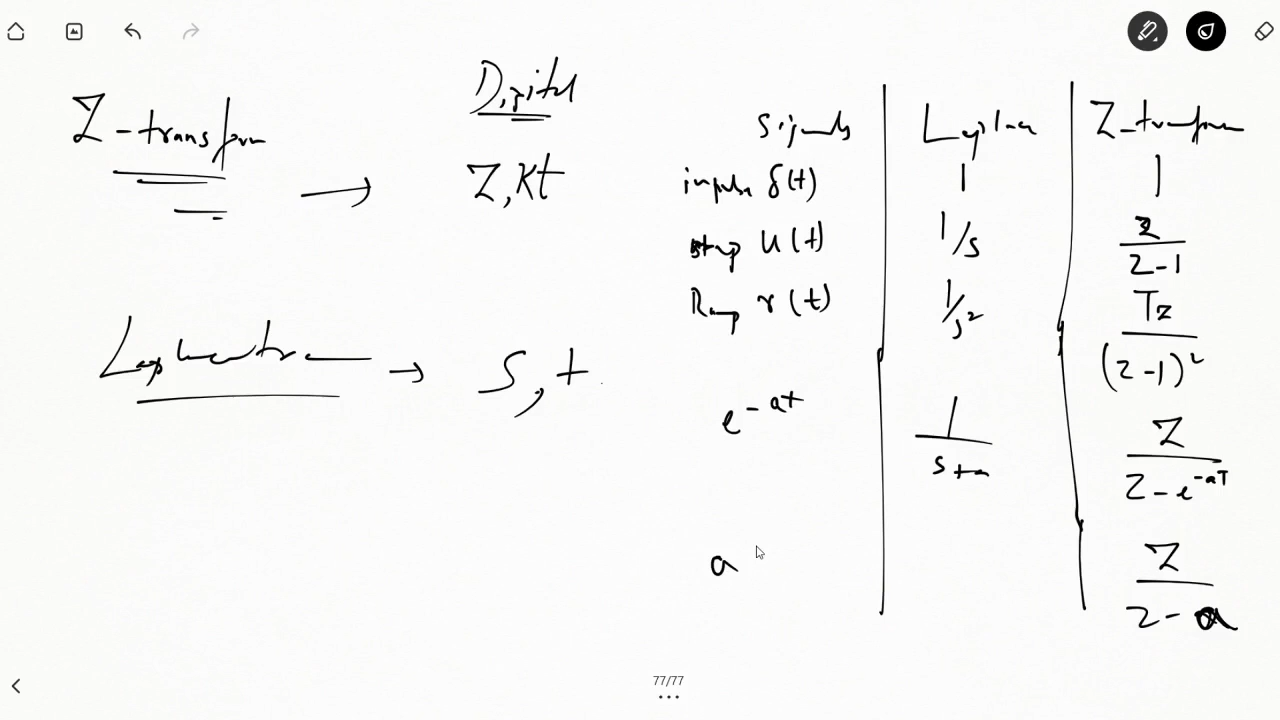 Z-transform
Digital
Z, Kt
Laplace tra
S, t
Signals Laplace Z-transform
impulse δ(t) 1 1
step u(t) 1/s z/(z-1)
Ramp r(t) 1/s² Tz/(z-1)²
e^-at 1/(s+a) z/(z-e^-aT)
a z/(z-a)
77/77